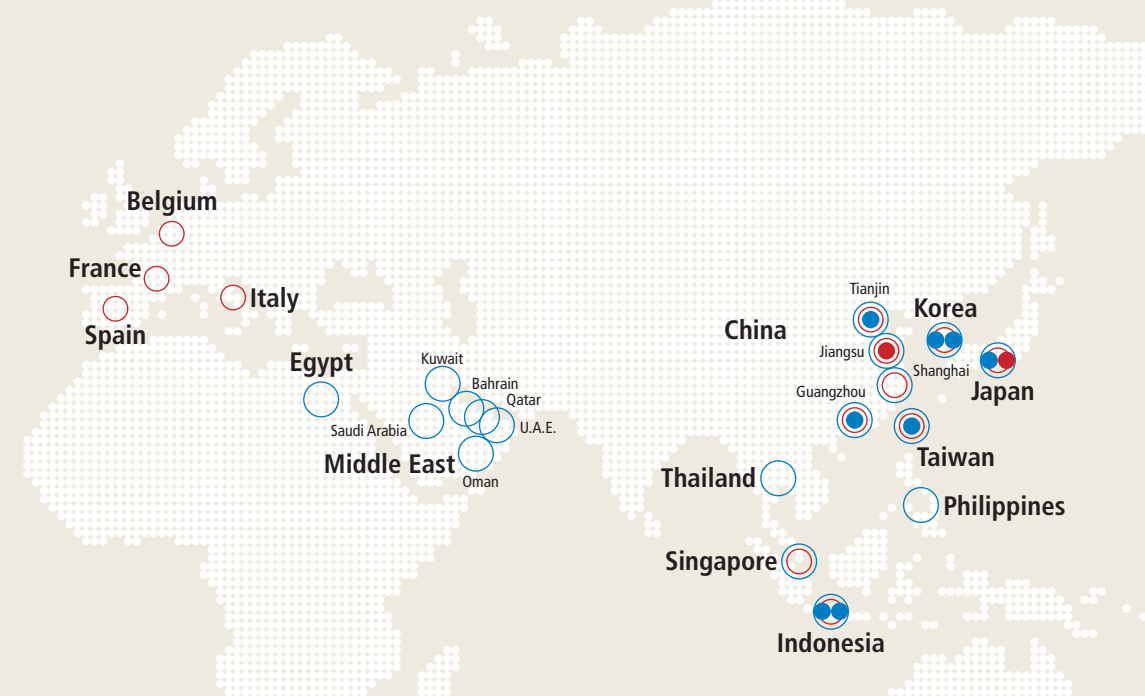 Belgium
France
Italy
Spain
Egypt
Kuwait
Bahrain
Qatar
Saudi Arabia
U.A.E.
Middle East
Oman
Tianjin
Korea
China
Jiangsu
Shanghai
Guangzhou
Japan
Taiwan
Thailand
Philippines
Singapore
Indonesia